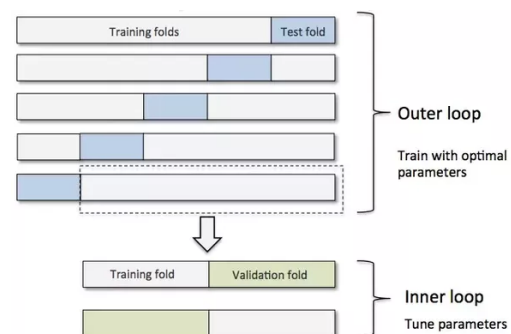 Training folds
Test fold
Outer loop
Train with optimal
parameters
Training fold
Validation fold
Inner loop
Tune parameters